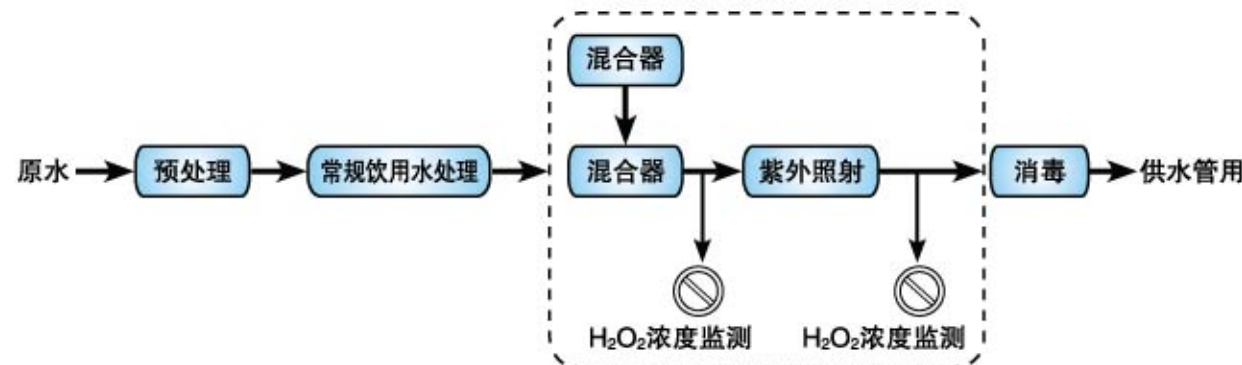 混合器
原水
预处理
常规饮用水处理
混合器
紫外照射
消毒
供水管用
H₂O₂浓度监测
H₂O₂浓度监测